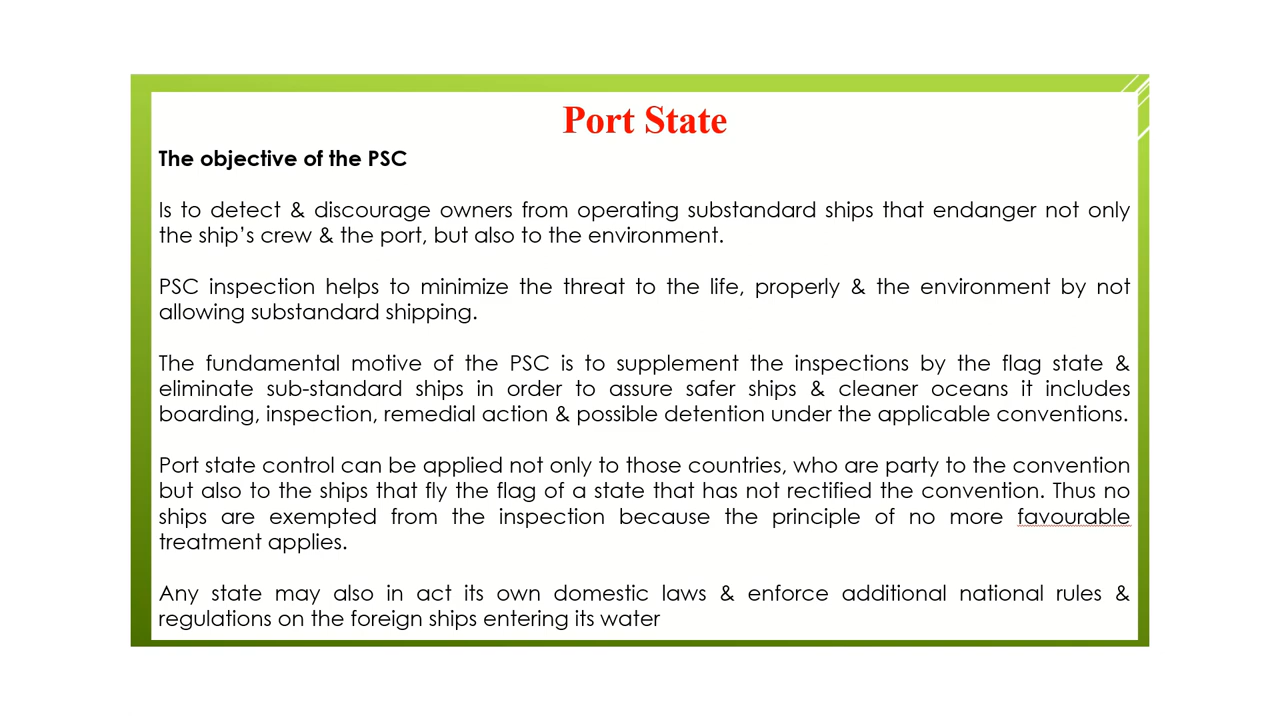 Port State
The objective of the PSC
Is to detect & discourage owners from operating substandard ships that endanger not only
the ship's crew & the port, but also to the environment.
PSC inspection helps to minimize the threat to the life, properly & the environment by not
allowing substandard shipping.
The fundamental motive of the PSC is to supplement the inspections by the flag state &
eliminate sub-standard ships in order to assure safer ships & cleaner oceans it includes
boarding, inspection, remedial action & possible detention under the applicable conventions.
Port state control can be applied not only to those countries, who are party to the convention
but also to the ships that fly the flag of a state that has not rectified the convention. Thus no
ships are exempted from the inspection because the principle of no more favourable
treatment applies.
Any state may also in act its own domestic laws & enforce additional national rules &
regulations on the foreign ships entering its water